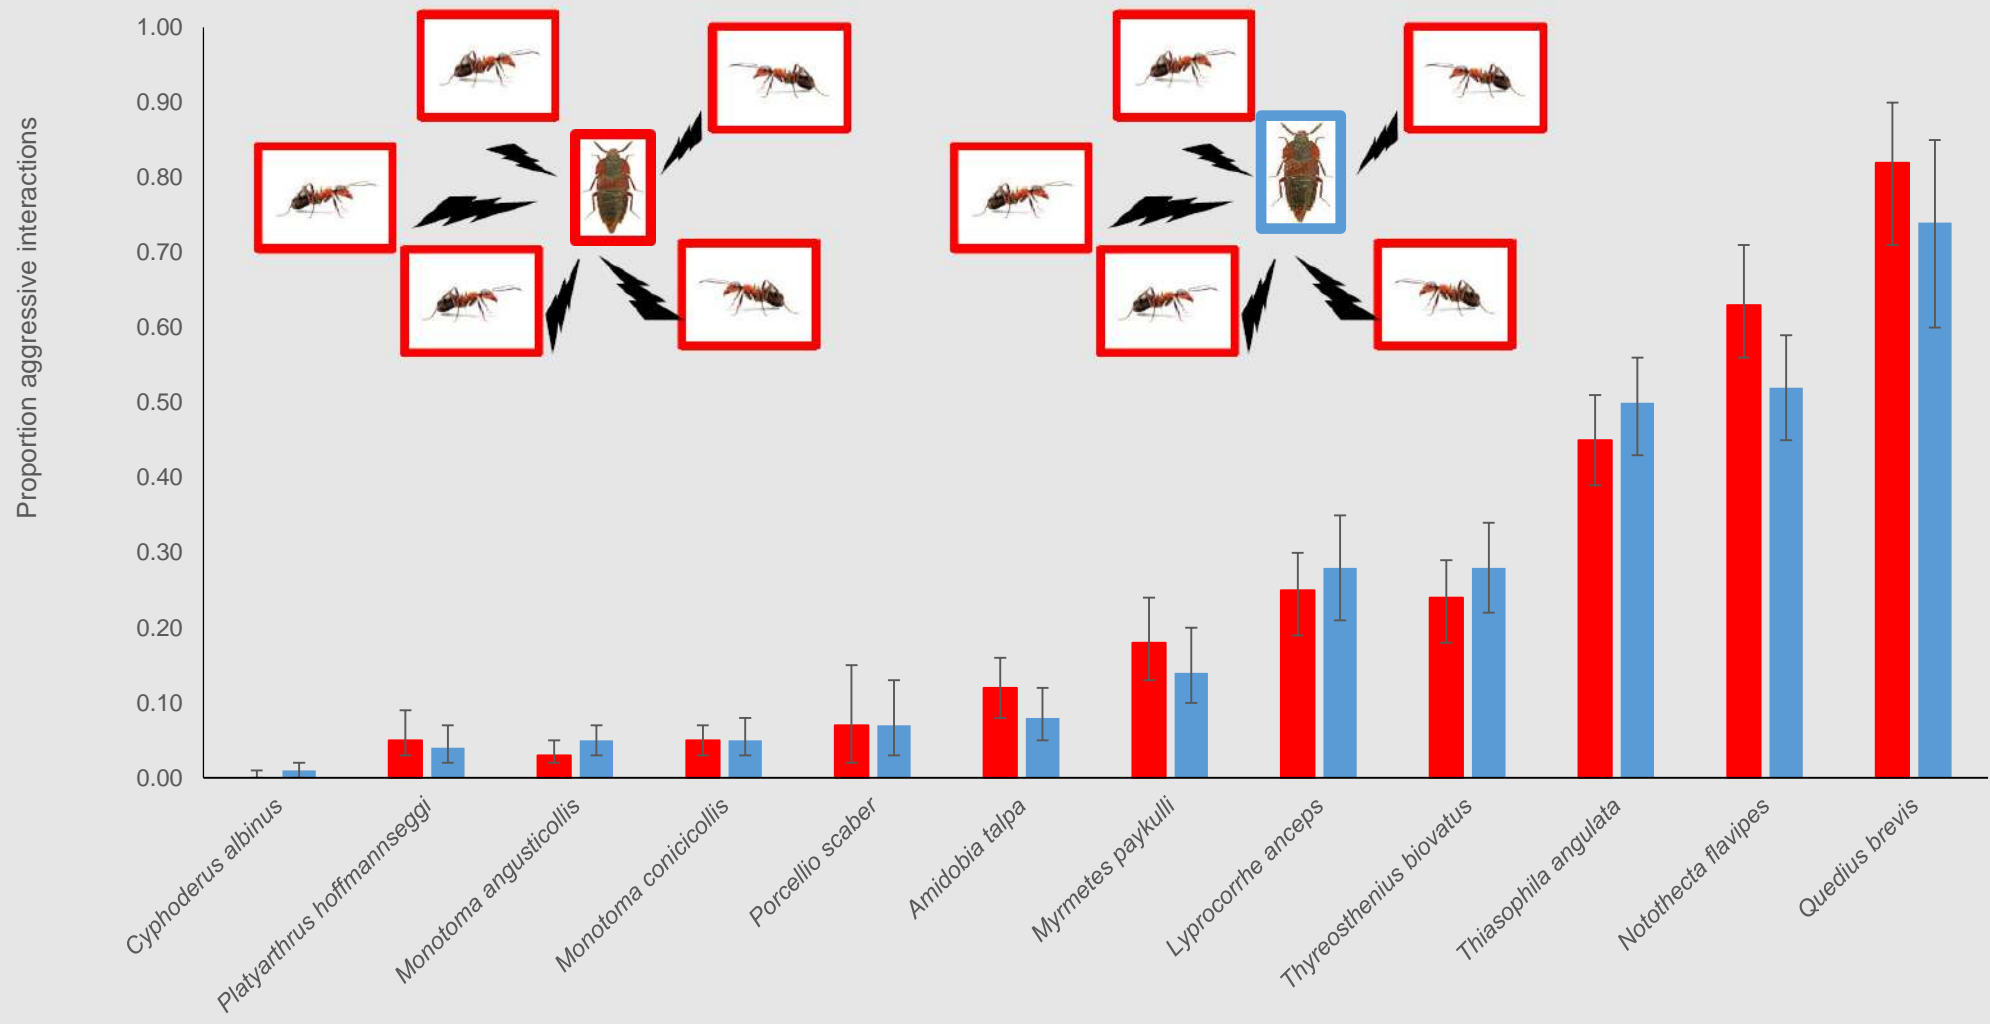 Proportion aggressive interactions
1.00
0.90
0.80
0.70
0.60
0.50
0.40
0.30
0.20
0.10
0.00
Cyphoderus albinus
Platyarthrus hoffmannseggi
Monotoma angusticollis
Monotoma conicicollis
Porcellio scaber
Amidobia talpa
Myrmetes paykulli
Lyprocorrhe anceps
Thyreosthenius biovatus
Thiasophila angulata
Notothecta flavipes
Quedius brevis